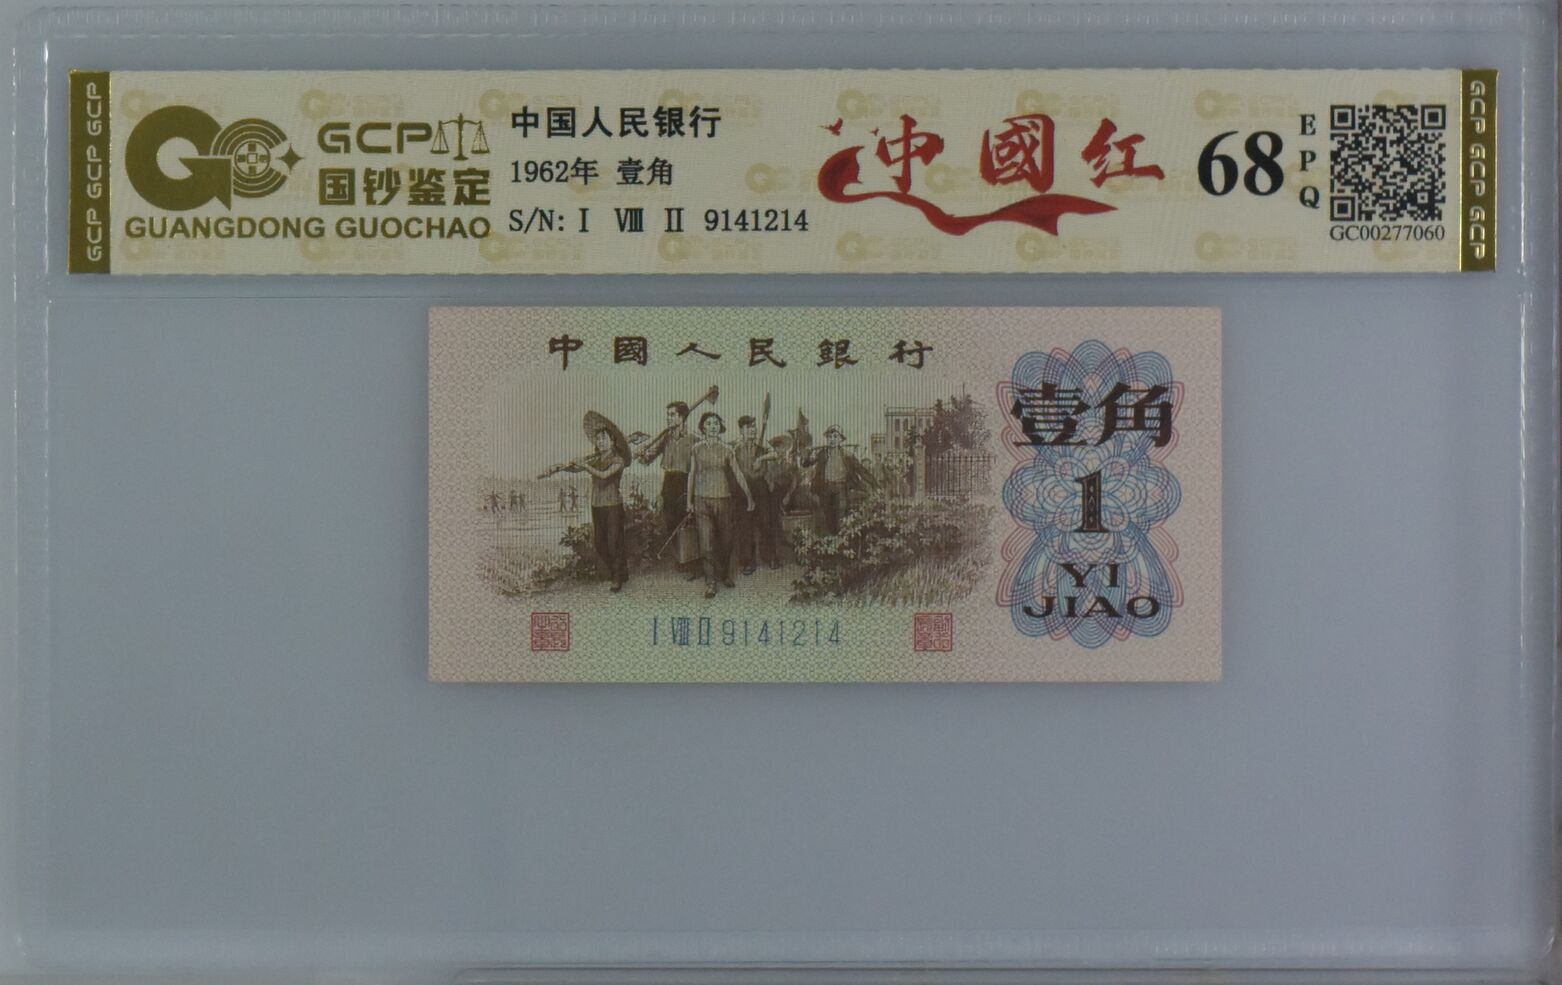 GCP GCP GCP
GCP
国钞鉴定
GUANGDONG GUOCHAO
中国人民银行
1962年 壹角
S/N: I VIII II 9141214
中國红
68
EPQ
GC00277060
GCP GCP GCP
中國人民銀行
壹角
1
YI
JIAO
I VIII II 9141214